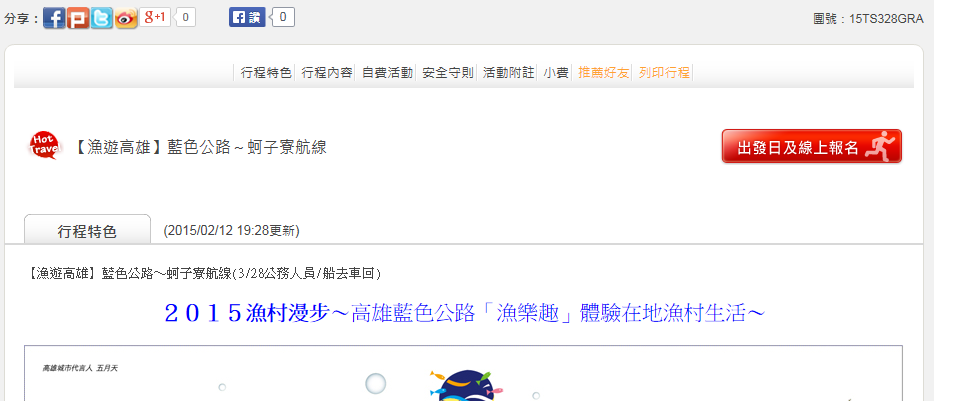 分享：
g+1 0
讚 0
團號：15TS328GRA
行程特色 行程內容 自費活動 安全守則 活動附註 小費 推薦好友 列印行程
Hot Travel
【漁遊高雄】藍色公路～蚵子寮航線
出發日及線上報名
行程特色
(2015/02/12 19:28更新)
【漁遊高雄】藍色公路～蚵子寮航線(3/28公務人員/船去車回)
２０１５漁村漫步～高雄藍色公路「漁樂趣」體驗在地漁村生活～
高雄城市代言人 五月天